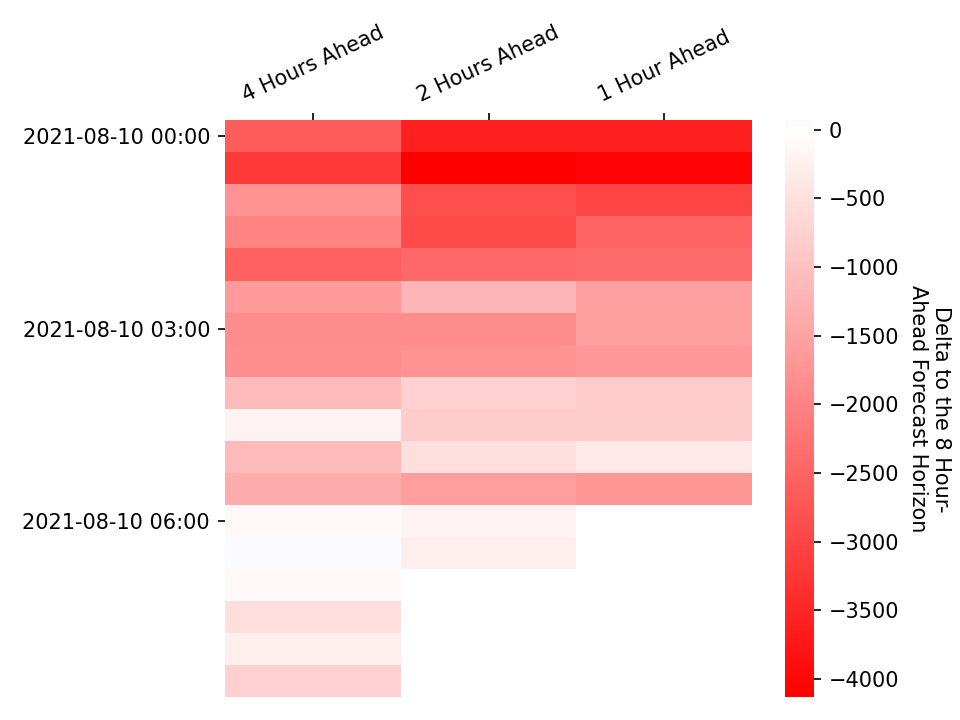 4 Hours Ahead
2 Hours Ahead
1 Hour Ahead
2021-08-10 00:00
2021-08-10 03:00
2021-08-10 06:00
0
−500
−1000
−1500
−2000
−2500
−3000
−3500
−4000
Delta to the 8 Hour-
Ahead Forecast Horizon